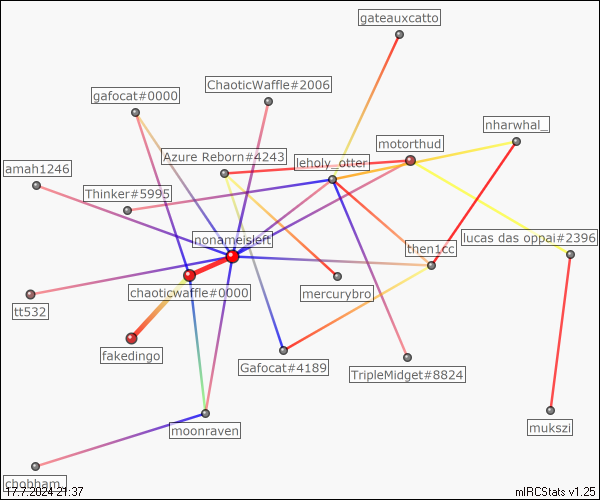 gateauxcatto
ChaoticWaffle#2006
gafocat#0000
nharwhal_
motorthud
Azure Reborn#4243
leholy_otter
amah1246
Thinker#5995
nonameisleft
lucas das oppai#2396
then1cc
chaoticwaffle#0000
mercurybro
tt532
fakedingo
Gafocat#4189
TripleMidget#8824
moonraven
mukszi
chobham_
17.7.2024 21:37
mIRCStats v1.25